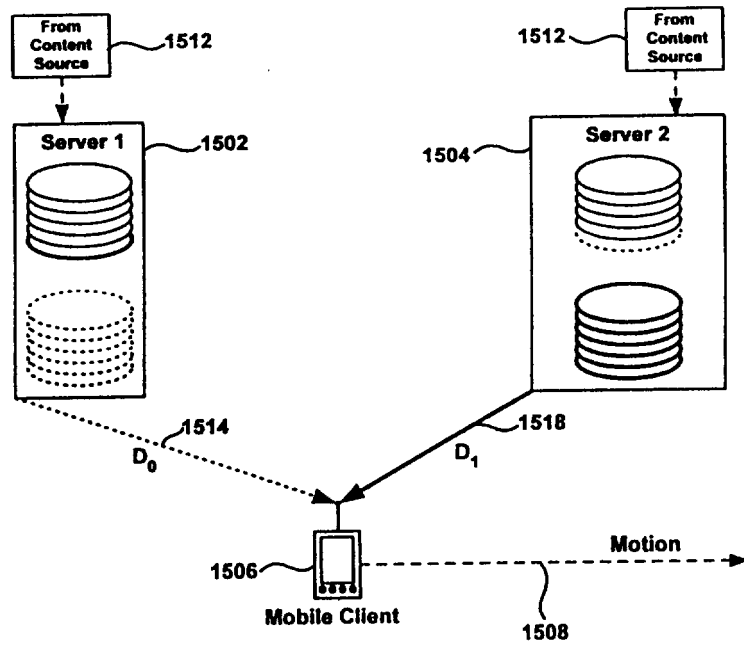 From
Content
Source
1512
1512
From
Content
Source
Server 1
1502
1504
Server 2
1514
D0
1518
D1
1506
Motion
Mobile Client
1508